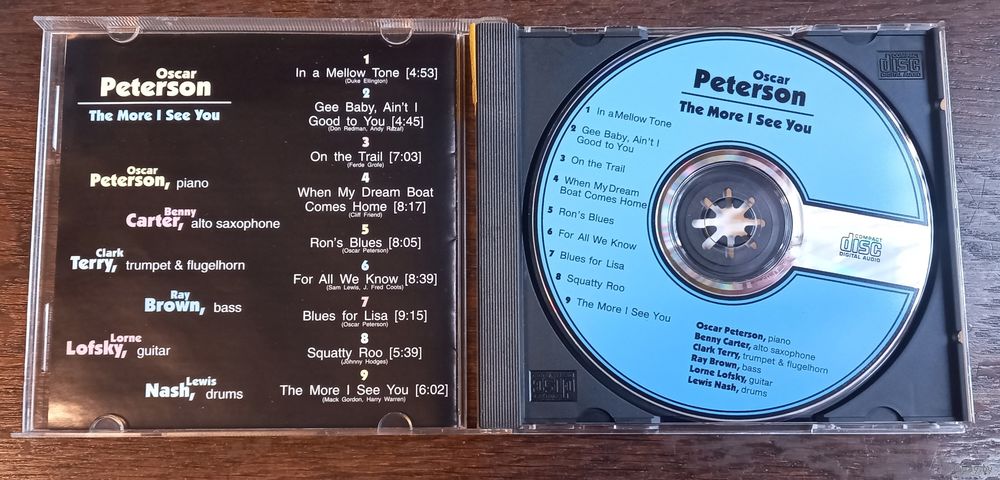 Oscar
Peterson
The More I See You
Oscar
Peterson, piano
Benny
Carter, alto saxophone
Clark
Terry, trumpet & flugelhorn
Ray
Brown, bass
Lorne
Lofsky, guitar
Lewis
Nash, drums
1
In a Mellow Tone [4:53]
(Duke Ellington)
2
Gee Baby, Ain't I
Good to You [4:45]
(Don Redman, Andy Razaf)
3
On the Trail [7:03]
(Ferde Grofe)
4
When My Dream Boat
Comes Home [8:17]
(Cliff Friend)
5
Ron's Blues [8:05]
(Oscar Peterson)
6
For All We Know [8:39]
(Sam Lewis, J. Fred Coots)
7
Blues for Lisa [9:15]
(Oscar Peterson)
8
Squatty Roo [5:39]
(Johnny Hodges)
9
The More I See You [6:02]
(Mack Gordon, Harry Warren)
Oscar
Peterson
The More I See You
1 In a Mellow Tone
2 Gee Baby, Ain't I
Good to You
3 On the Trail
4 When My Dream
Boat Comes Home
5 Ron's Blues
6 For All We Know
7 Blues for Lisa
8 Squatty Roo
9 The More I See You
Oscar Peterson, piano
Benny Carter, alto saxophone
Clark Terry, trumpet & flugelhorn
Ray Brown, bass
Lorne Lofsky, guitar
Lewis Nash, drums
COMPACT
disc
DIGITAL AUDIO
COMPACT
disc
DIGITAL AUDIO